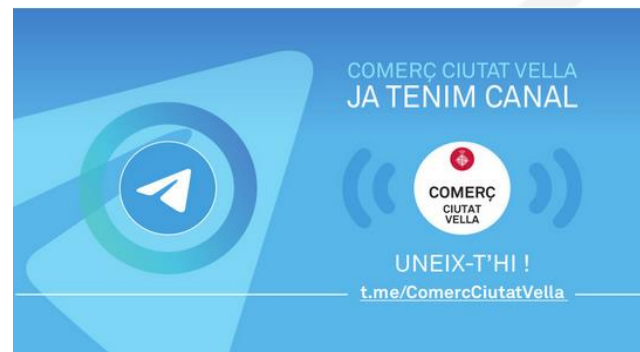 COMERÇ CIUTAT VELLA
JA TENIM CANAL
COMERÇ
CIUTAT
VELLA
UNEIX-T'HI !
t.me/ComercCiutatVella